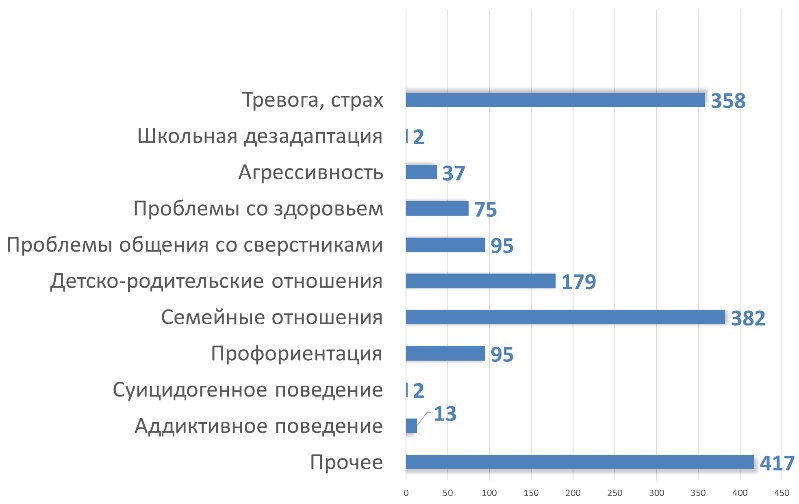 Тревога, страх 358
Школьная дезадаптация 2
Агрессивность 37
Проблемы со здоровьем 75
Проблемы общения со сверстниками 95
Детско-родительские отношения 179
Семейные отношения 382
Профориентация 95
Суицидогенное поведение 2
Аддиктивное поведение 13
Прочее 417
0 50 100 150 200 250 300 350 400 450